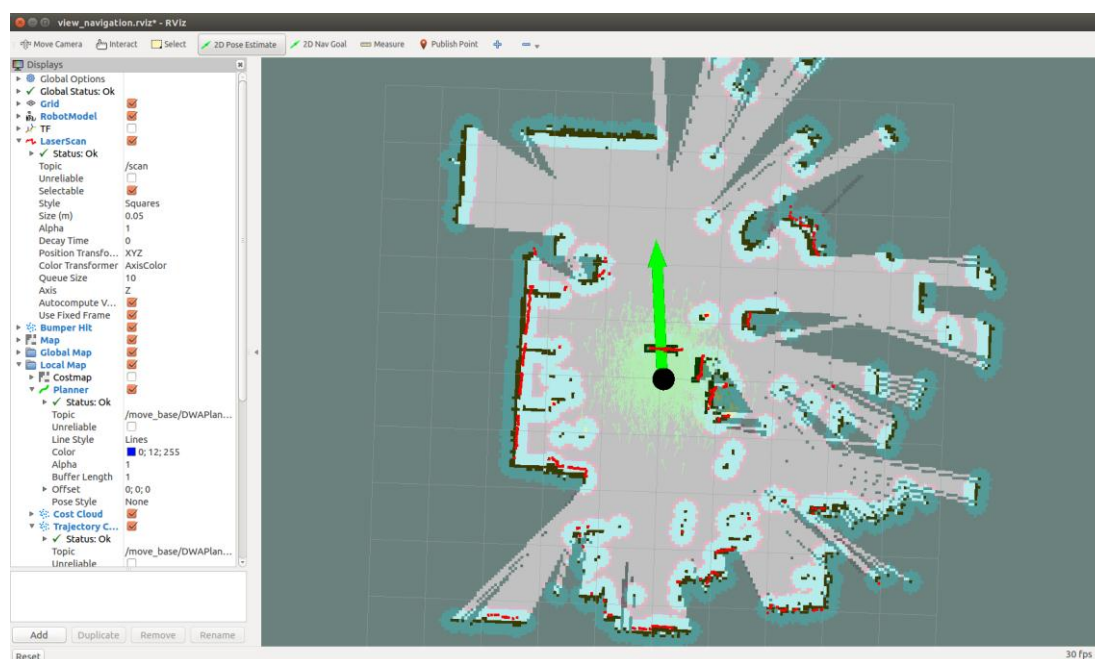 view_navigation.rviz* - RViz
Move Camera Interact Select 2D Pose Estimate 2D Nav Goal Measure Publish Point
Displays
Global Options
Global Status: Ok
Grid
RobotModel
TF
LaserScan
Status: Ok
Topic /scan
Unreliable
Selectable
Style Squares
Size (m) 0.05
Alpha 1
Decay Time 0
Position Transfo... XYZ
Color Transformer AxisColor
Queue Size 10
Axis Z
Autocompute V...
Use Fixed Frame
Bumper Hit
Map
Global Map
Local Map
Costmap
Planner
Status: Ok
Topic /move_base/DWAPlan...
Unreliable
Line Style Lines
Color 0; 12; 255
Alpha 1
Buffer Length 1
Offset 0; 0; 0
Pose Style None
Cost Cloud
Trajectory C...
Status: Ok
Topic /move_base/DWAPlan...
Unreliable
Add Duplicate Remove Rename
Reset 30 fps